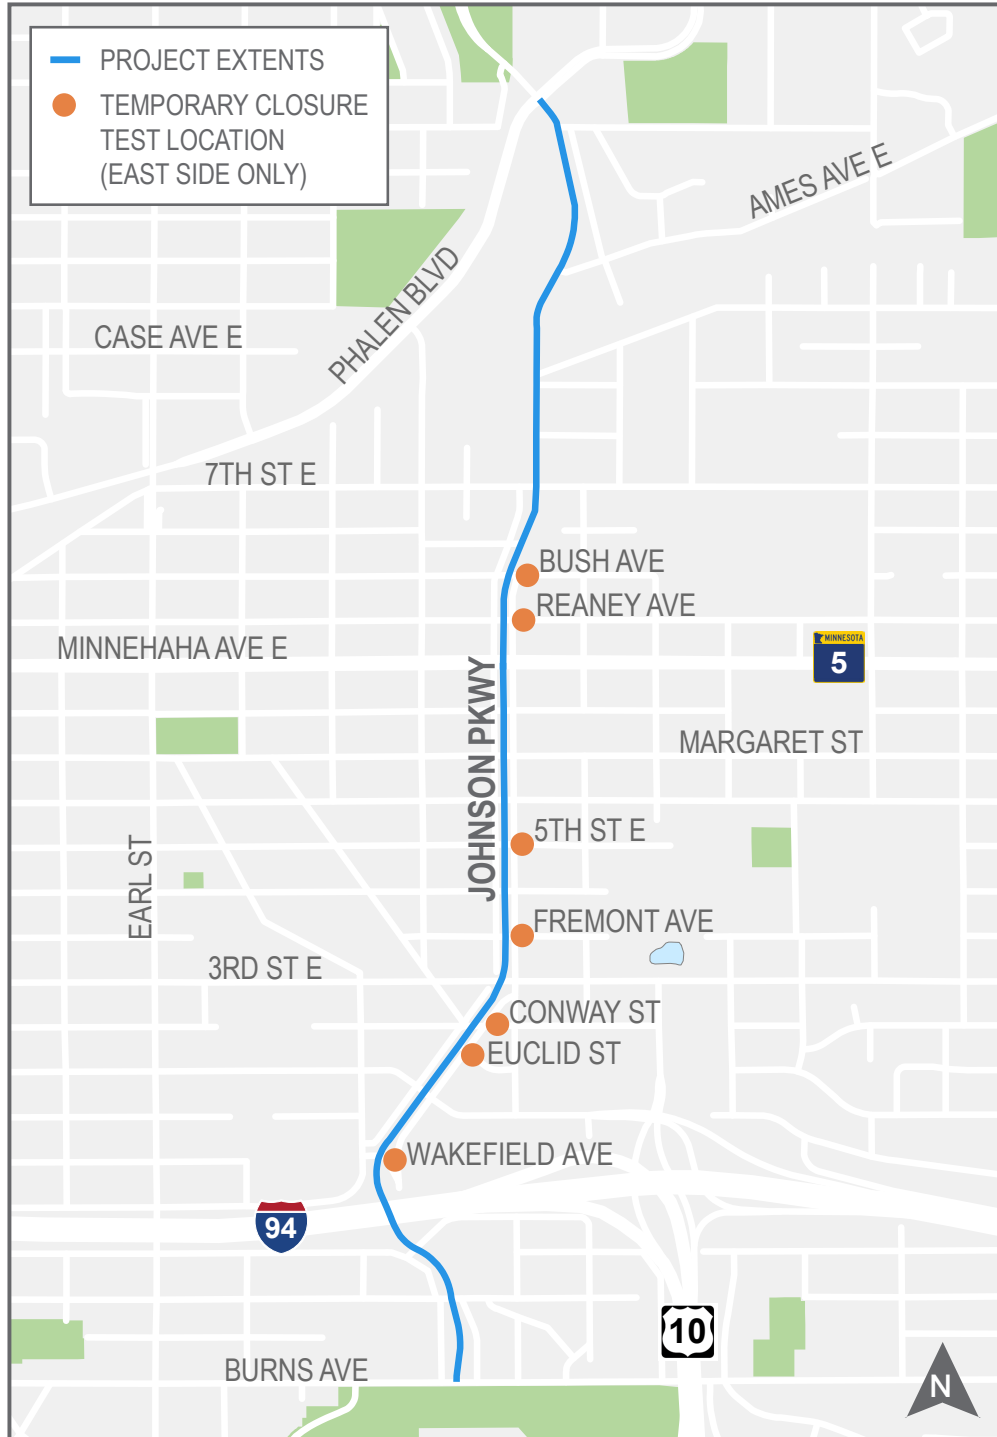 PROJECT EXTENTS
TEMPORARY CLOSURE
TEST LOCATION
(EAST SIDE ONLY)
AMES AVE E
PHALEN BLVD
CASE AVE E
7TH ST E
BUSH AVE
REANEY AVE
MINNEHAHA AVE E
MINNESOTA
5
JOHNSON PKWY
MARGARET ST
5TH ST E
EARL ST
FREMONT AVE
3RD ST E
CONWAY ST
EUCLID ST
WAKEFIELD AVE
94
10
BURNS AVE
N